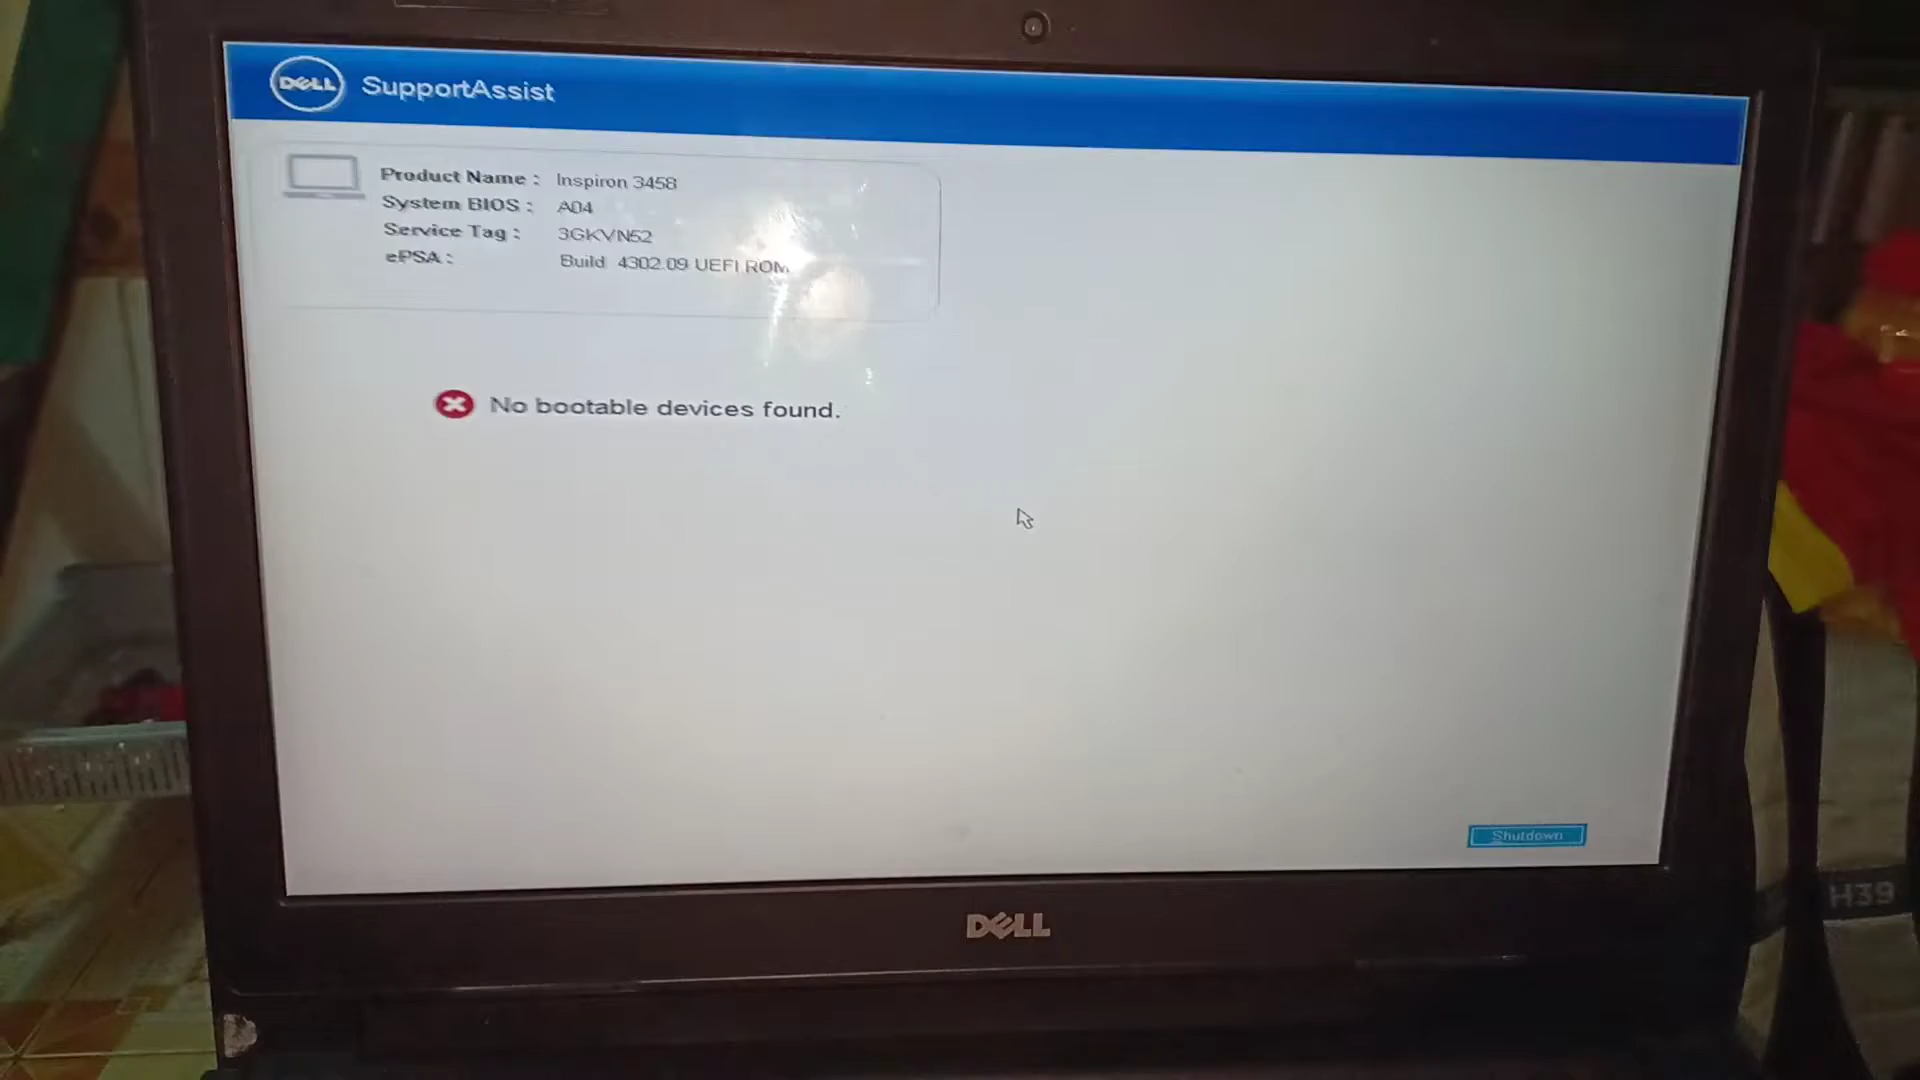 DELL SupportAssist
Product Name : Inspiron 3458
System BIOS : A04
Service Tag : 3GKVN52
ePSA : Build 4302.09 UEFI ROM
No bootable devices found.
Shutdown
DELL
H39